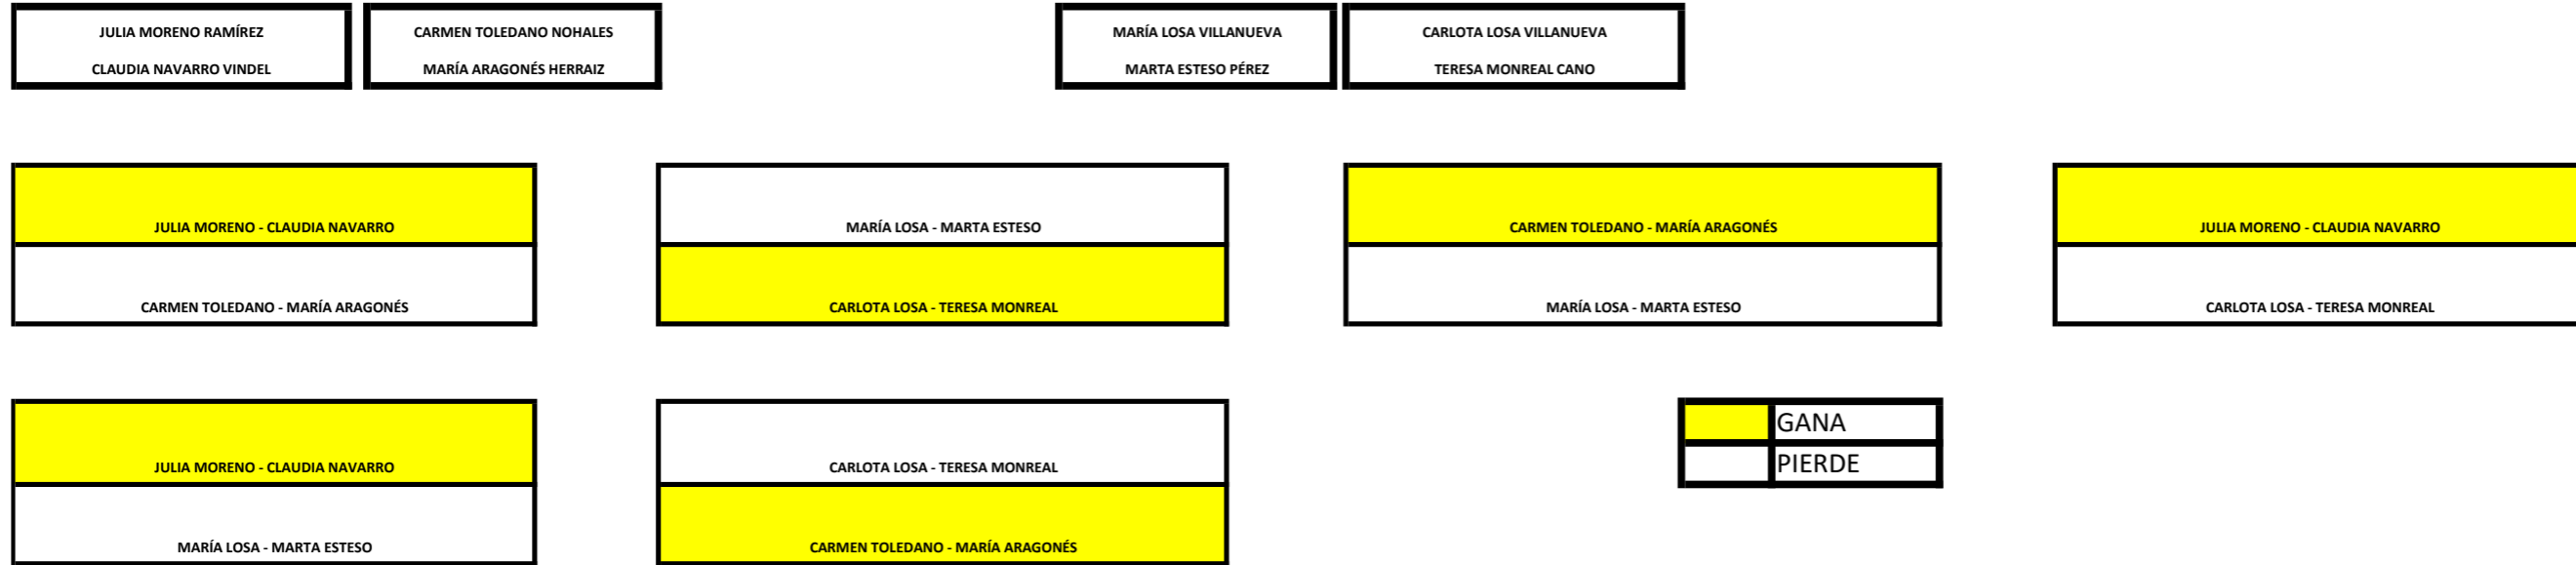 JULIA MORENO RAMÍREZ
CLAUDIA NAVARRO VINDEL
CARMEN TOLEDANO NOHALES
MARÍA ARAGONÉS HERRAIZ
MARÍA LOSA VILLANUEVA
MARTA ESTESO PÉREZ
CARLOTA LOSA VILLANUEVA
TERESA MONREAL CANO
JULIA MORENO - CLAUDIA NAVARRO
CARMEN TOLEDANO - MARÍA ARAGONÉS
MARÍA LOSA - MARTA ESTESO
CARLOTA LOSA - TERESA MONREAL
CARMEN TOLEDANO - MARÍA ARAGONÉS
MARÍA LOSA - MARTA ESTESO
JULIA MORENO - CLAUDIA NAVARRO
CARLOTA LOSA - TERESA MONREAL
JULIA MORENO - CLAUDIA NAVARRO
MARÍA LOSA - MARTA ESTESO
CARLOTA LOSA - TERESA MONREAL
CARMEN TOLEDANO - MARÍA ARAGONÉS
GANA
PIERDE